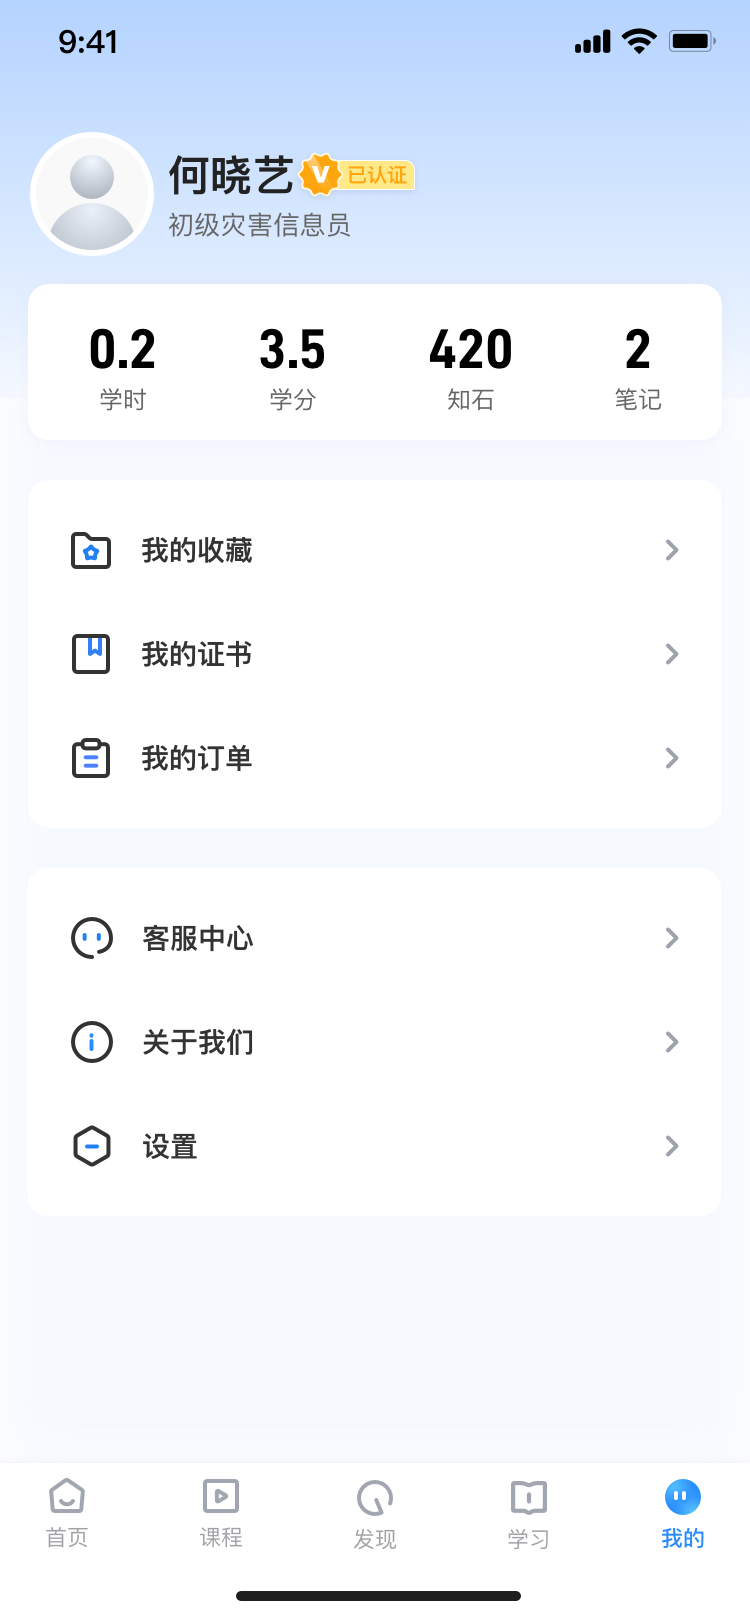 9:41
何晓艺 V 已认证
初级灾害信息员
0.2 3.5 420 2
学时 学分 知石 笔记
我的收藏
我的证书
我的订单
客服中心
关于我们
设置
首页 课程 发现 学习 我的